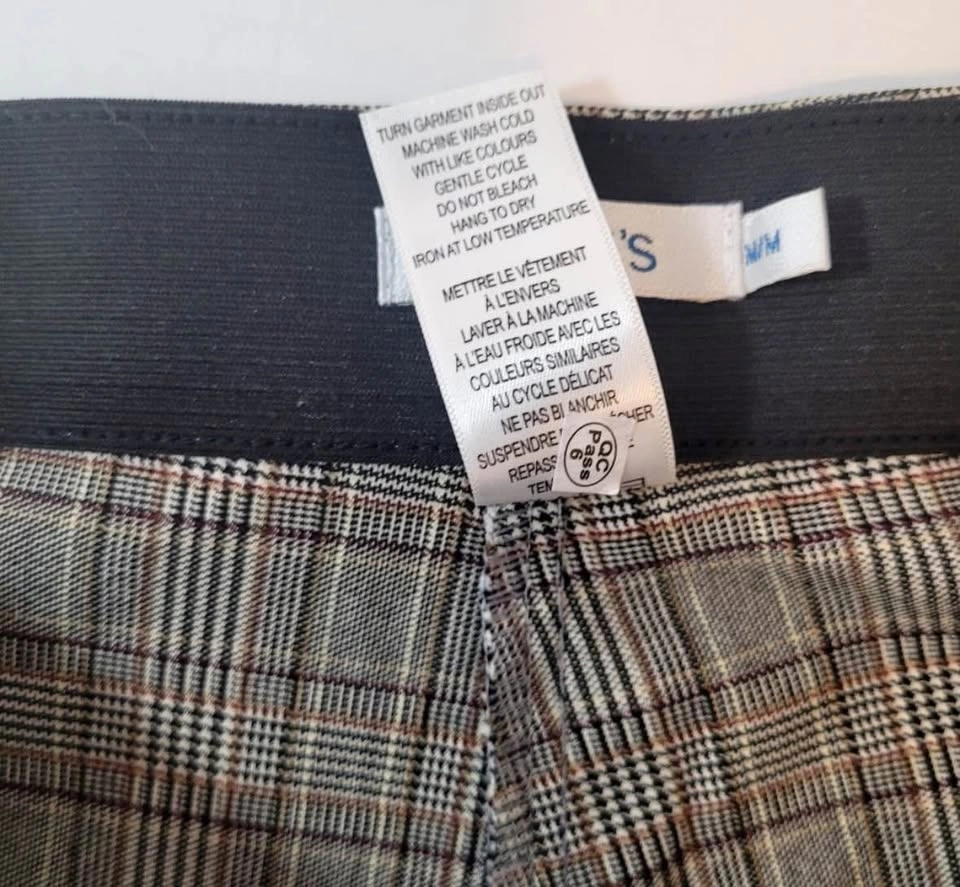 TURN GARMENT INSIDE OUT
MACHINE WASH COLD
WITH LIKE COLOURS
GENTLE CYCLE
DO NOT BLEACH
HANG TO DRY
IRON AT LOW TEMPERATURE
METTRE LE VÊTEMENT
À L'ENVERS
LAVER À LA MACHINE
À L'EAU FROIDE AVEC LES
COULEURS SIMILAIRES
AU CYCLE DÉLICAT
NE PAS BLANCHIR
SUSPENDRE
QC
Pass
6
'S
M/M